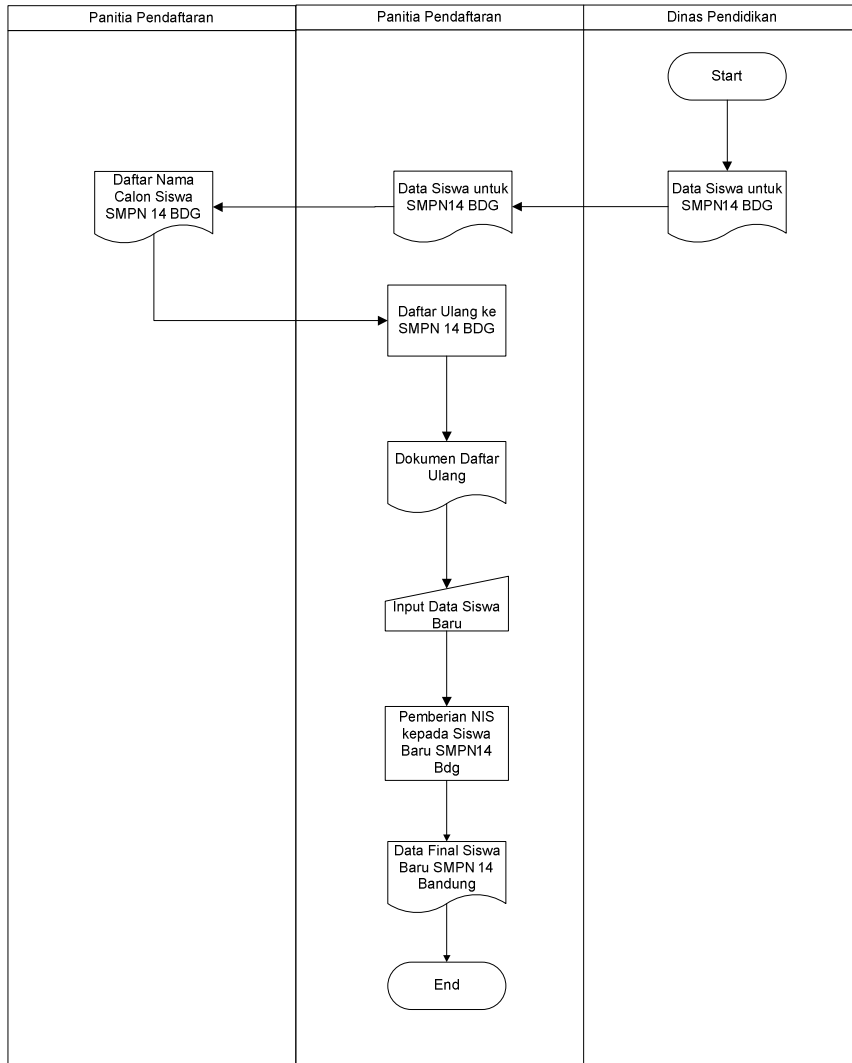 Panitia Pendaftaran
Panitia Pendaftaran
Dinas Pendidikan
Start
Daftar Nama
Calon Siswa
SMPN 14 BDG
Data Siswa untuk
SMPN14 BDG
Data Siswa untuk
SMPN14 BDG
Daftar Ulang ke
SMPN 14 BDG
Dokumen Daftar
Ulang
Input Data Siswa
Baru
Pemberian NIS
kepada Siswa
Baru SMPN14
Bdg
Data Final Siswa
Baru SMPN 14
Bandung
End